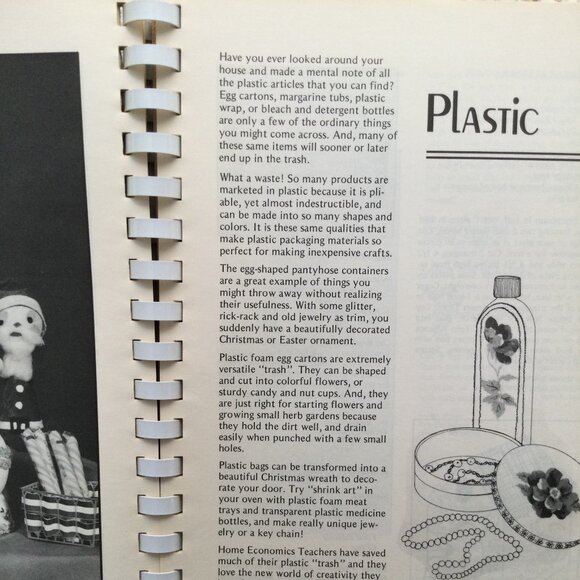 Have you ever looked around your
house and made a mental note of all
the plastic articles that you can find?
Egg cartons, margarine tubs, plastic
wrap, or bleach and detergent bottles
are only a few of the ordinary things
you might come across. And, many of
these same items will sooner or later
end up in the trash.
What a waste! So many products are
marketed in plastic because it is pli-
able, yet almost indestructible, and
can be made into so many shapes and
colors. It is these same qualities that
make plastic packaging materials so
perfect for making inexpensive crafts.
The egg-shaped pantyhose containers
are a great example of things you
might throw away without realizing
their usefulness. With some glitter,
rick-rack and old jewelry as trim, you
suddenly have a beautifully decorated
Christmas or Easter ornament.
Plastic foam egg cartons are extremely
versatile "trash". They can be shaped
and cut into colorful flowers, or
sturdy candy and nut cups. And, they
are just right for starting flowers and
growing small herb gardens because
they hold the dirt well, and drain
easily when punched with a few small
holes.
Plastic bags can be transformed into a
beautiful Christmas wreath to deco-
rate your door. Try "shrink art" in
your oven with plastic foam meat
trays and transparent plastic medicine
bottles, and make really unique jew-
elry or a key chain!
Home Economics Teachers have saved
much of their plastic "trash" and they
love the new world of creativity they
Plastic